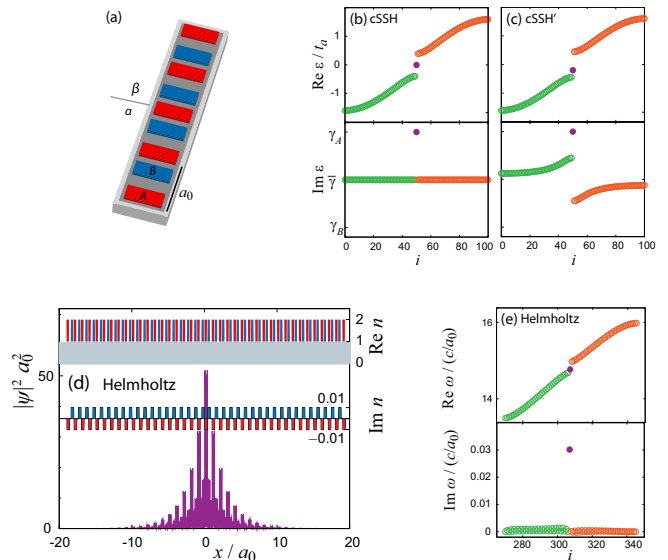 (a)
β
α
B
A
a₀
(b) cSSH
(c) cSSH'
Re ε / tₐ
1
0
-1
Im ε
γ_A
γ̄
γ_B
0 20 40 60 80 100
i
0 20 40 60 80 100
i
(d) Helmholtz
|ψ|² a₀²
50
0
2
1
0
Re n
0.01
−0.01
Im n
-20 -10 0 10 20
x / a₀
(e) Helmholtz
Re ω / (c/a₀)
16
14
Im ω / (c/a₀)
0.03
0.02
0.01
0
280 300 320 340
i